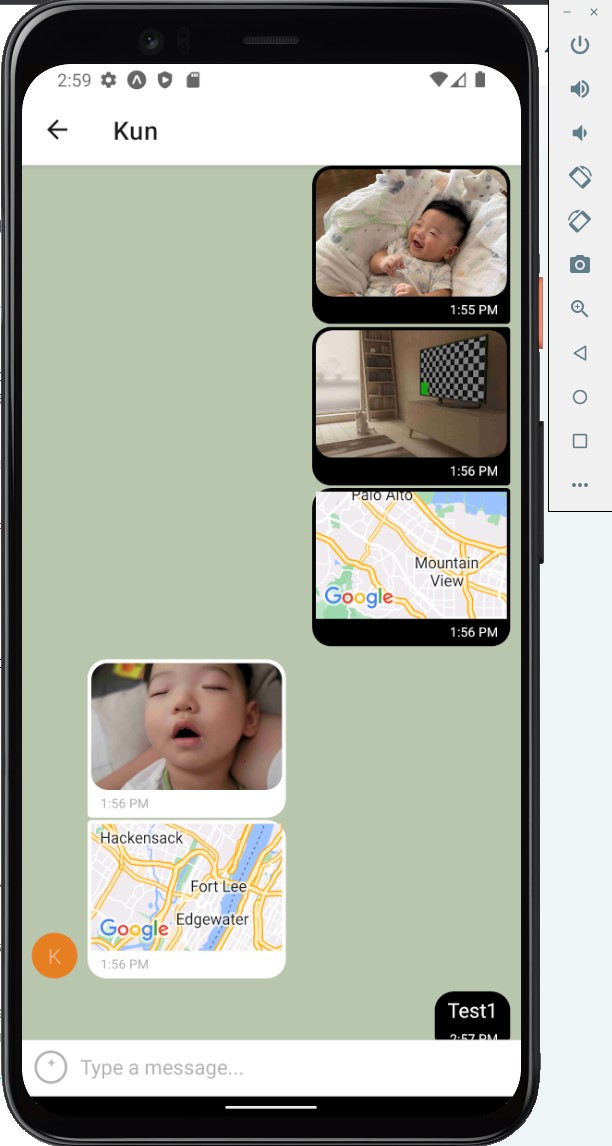 2:59
Kun
1:55 PM
1:56 PM
Palo Alto
Mountain
View
Google
1:56 PM
1:56 PM
Hackensack
Fort Lee
Edgewater
Google
K
1:56 PM
Test1
2:57 PM
Type a message...